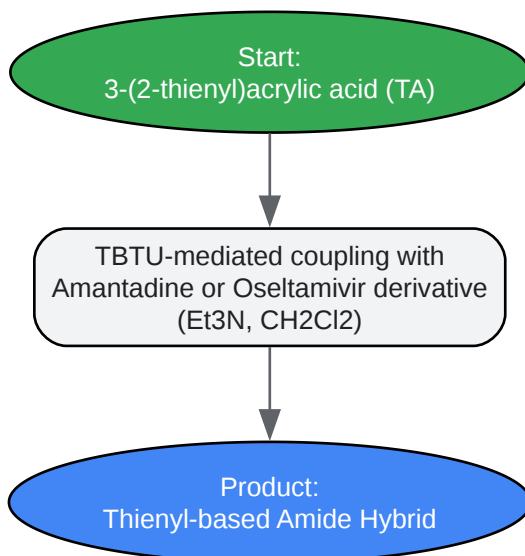 Start:
3-(2-thienyl)acrylic acid (TA)
TBTU-mediated coupling with
Amantadine or Oseltamivir derivative
(Et3N, CH2Cl2)
Product:
Thienyl-based Amide Hybrid